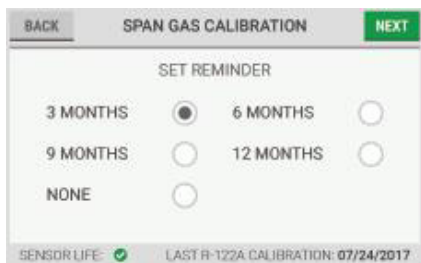 BACK SPAN GAS CALIBRATION NEXT
SET REMINDER
3 MONTHS 6 MONTHS
9 MONTHS 12 MONTHS
NONE
SENSOR LIFE: LAST R-122A CALIBRATION: 07/24/2017